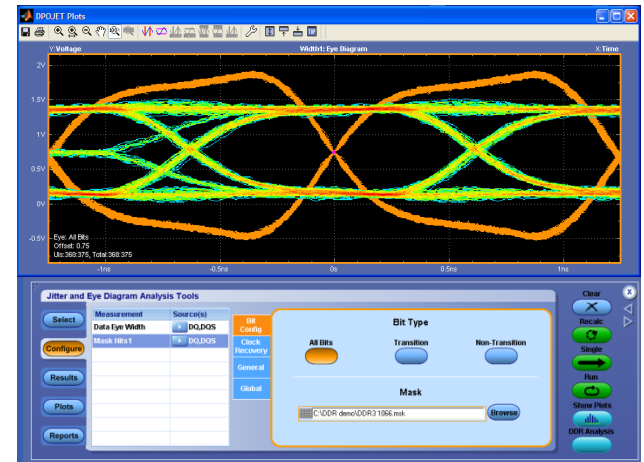 DPOJET Plots
Y:Voltage Width1: Eye Diagram X:Time
2V
1.5V
1V
0.5V
0V
-0.5V
Eye: All Bits
Offset: 0.75
UIs:368:375, Total:368:375
-1ns -0.5ns 0s 0.5ns 1ns
Jitter and Eye Diagram Analysis Tools
Clear
Select
Measurement Source(s)
Data Eye Width DQ,DQS
Mask Hits1 DQ,DQS
Bit Config
Bit Type
Recalc
Configure
Clock Recovery
All Bits Transition Non-Transition
Single
General
Results
Global
Mask
Run
Plots
C:\DDR demo\DDR3 1066.msk Browse
Show Plots
Reports
DDR Analysis